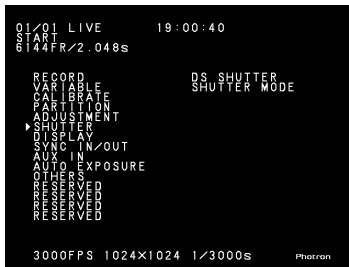 01/01 LIVE 19:00:40
START
6144FR/2.048s
RECORD DS SHUTTER
VARIABLE SHUTTER MODE
CALIBRATE
PARTITION
ADJUSTMENT
▶SHUTTER
DISPLAY
SYNC IN/OUT
AUX IN
AUTO EXPOSURE
OTHERS
RESERVED
RESERVED
RESERVED
RESERVED
3000FPS 1024×1024 1/3000s Photron